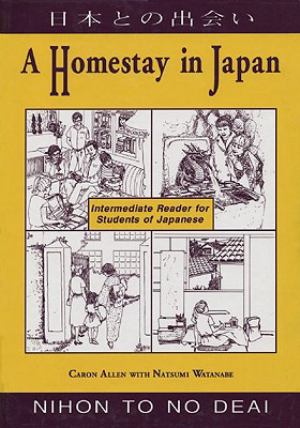 日本との出会い
A Homestay in Japan
Intermediate Reader for
Students of Japanese
CARON ALLEN WITH NATSUMI WATANABE
NIHON TO NO DEAI